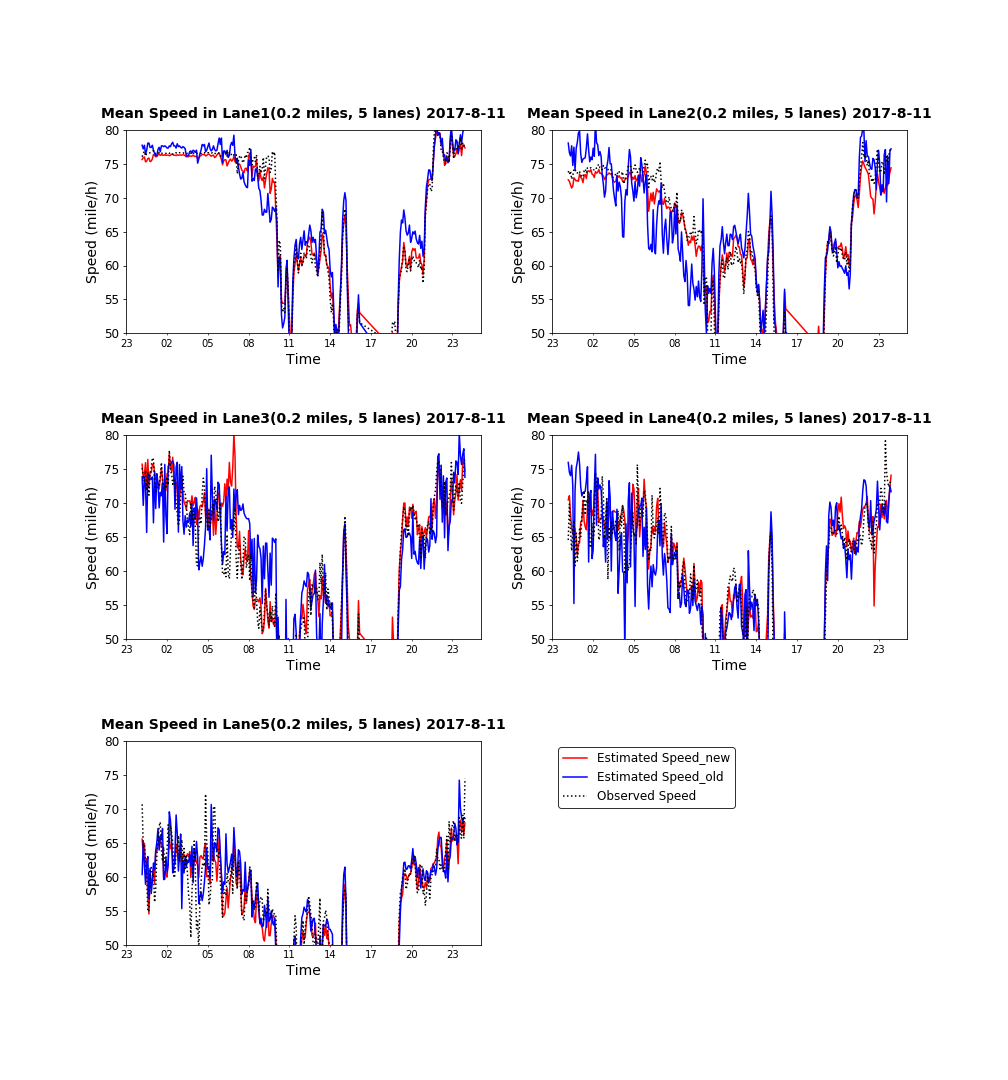 Mean Speed in Lane1(0.2 miles, 5 lanes) 2017-8-11
80
75
70
65
60
55
50
Speed (mile/h)
23 02 05 08 11 14 17 20 23
Time
Mean Speed in Lane2(0.2 miles, 5 lanes) 2017-8-11
80
75
70
65
60
55
50
Speed (mile/h)
23 02 05 08 11 14 17 20 23
Time
Mean Speed in Lane3(0.2 miles, 5 lanes) 2017-8-11
80
75
70
65
60
55
50
Speed (mile/h)
23 02 05 08 11 14 17 20 23
Time
Mean Speed in Lane4(0.2 miles, 5 lanes) 2017-8-11
80
75
70
65
60
55
50
Speed (mile/h)
23 02 05 08 11 14 17 20 23
Time
Mean Speed in Lane5(0.2 miles, 5 lanes) 2017-8-11
80
75
70
65
60
55
50
Speed (mile/h)
23 02 05 08 11 14 17 20 23
Time
Estimated Speed_new
Estimated Speed_old
Observed Speed